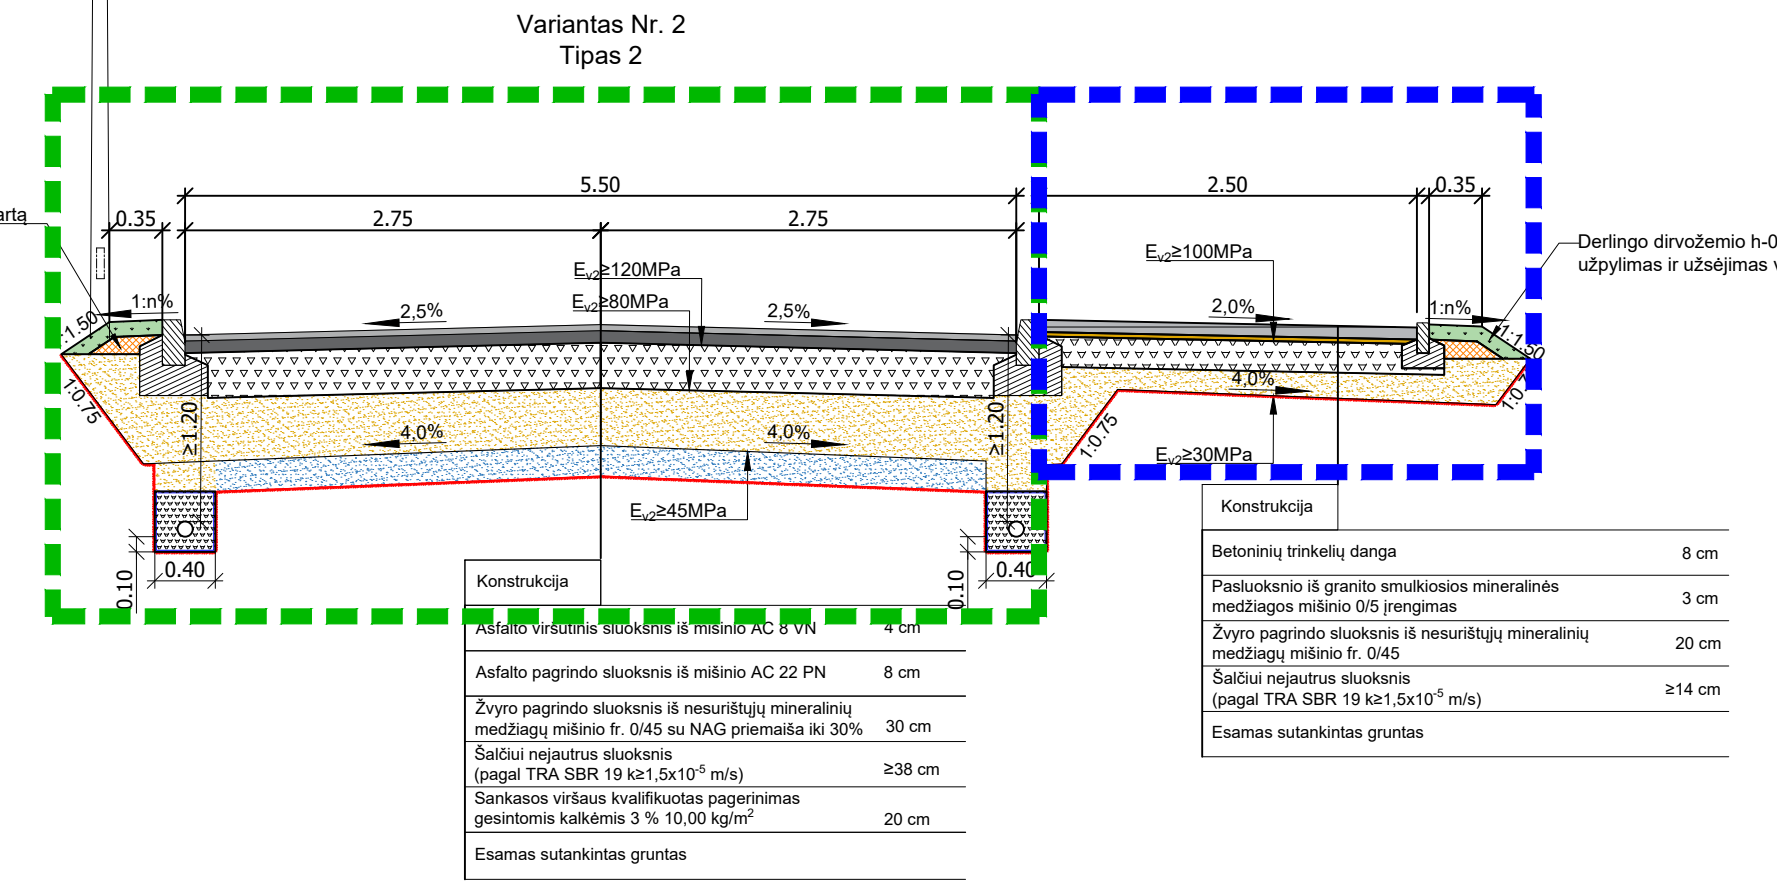 Variantas Nr. 2
Tipas 2
5.50
2.50
0.35
0.35
2.75
2.75
Derlingo dirvožemio h-0
užpylimas ir užsėjimas
Ev2≥120MPa
Ev2≥80MPa
Ev2≥100MPa
1:n%
2,5%
2,5%
2,0%
1:n%
1:1.50
1:0.75
≥1.20
4,0%
4,0%
≥1.20
1:0.75
4,0%
Ev2≥30MPa
Ev2≥45MPa
0.10
0.40
0.10
0.40
Konstrukcija
Asfalto viršutinis sluoksnis iš mišinio AC 8 VN 4 cm
Asfalto pagrindo sluoksnis iš mišinio AC 22 PN 8 cm
Žvyro pagrindo sluoksnis iš nesurištųjų mineralinių
medžiagų mišinio fr. 0/45 su NAG priemaiša iki 30% 30 cm
Šalčiui nejautrus sluoksnis
(pagal TRA SBR 19 k≥1,5x10⁻⁵ m/s) ≥38 cm
Sankasos viršaus kvalifikuotas pagerinimas
gesintomis kalkėmis 3 % 10,00 kg/m² 20 cm
Esamas sutankintas gruntas
Konstrukcija
Betoninių trinkelių danga 8 cm
Pasluoksnio iš granito smulkiosios mineralinės
medžiagos mišinio 0/5 įrengimas 3 cm
Žvyro pagrindo sluoksnis iš nesurištųjų mineralinių
medžiagų mišinio fr. 0/45 20 cm
Šalčiui nejautrus sluoksnis
(pagal TRA SBR 19 k≥1,5x10⁻⁵ m/s) ≥14 cm
Esamas sutankintas gruntas